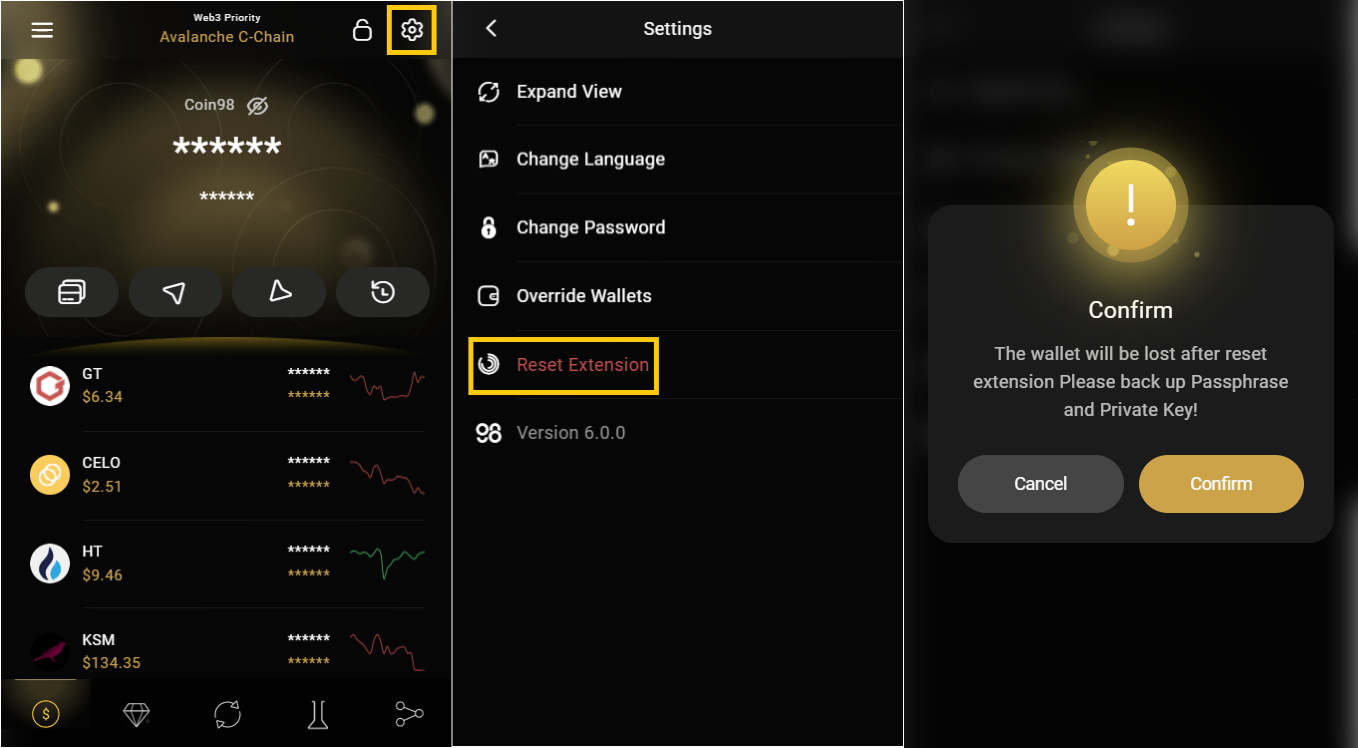 Web3 Priority
Avalanche C-Chain
Coin98
******
******
GT
******
$6.34
******
CELO
******
$2.51
******
HT
******
$9.46
******
KSM
******
$134.35
******
$
Settings
Expand View
Change Language
Change Password
Override Wallets
Reset Extension
98 Version 6.0.0
!
Confirm
The wallet will be lost after reset
extension Please back up Passphrase
and Private Key!
Cancel
Confirm